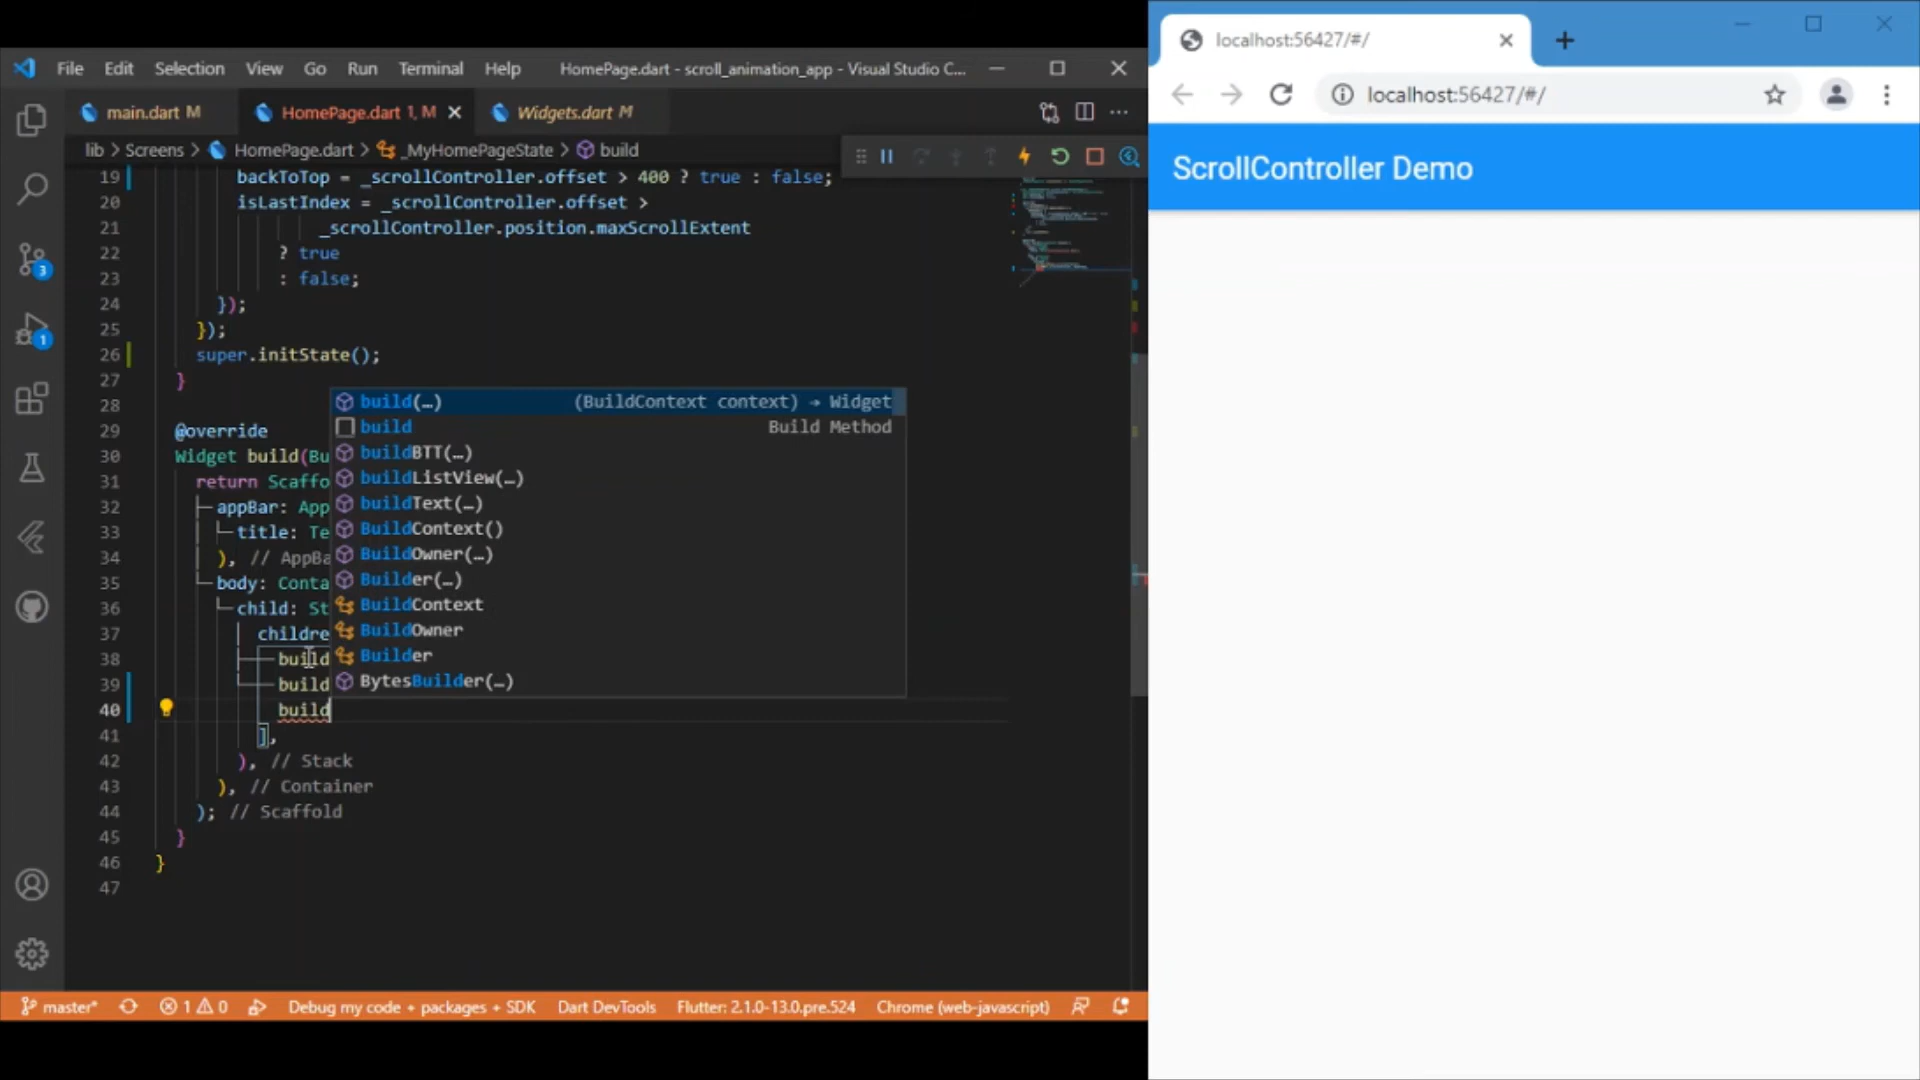 File Edit Selection View Go Run Terminal Help HomePage.dart - scroll_animation_app - Visual Studio C...
main.dart M HomePage.dart 1, M Widgets.dart M
lib > Screens > HomePage.dart > _MyHomePageState > build
19 backToTop = _scrollController.offset > 400 ? true : false;
20 isLastIndex = _scrollController.offset >
21 _scrollController.position.maxScrollExtent
22 ? true
23 : false;
24 });
25 });
26 super.initState();
27 }
28
29 @override
30 Widget build(Bu
31 return Scaffo
32 appBar: App
33 title: Te
34 ), // AppBa
35 body: Conta
36 child: St
37 childre
38 build
39 build
40 build
41 ],
42 ), // Stack
43 ), // Container
44 ); // Scaffold
45 }
46 }
47
build(…) (BuildContext context) → Widget
build Build Method
buildBTT(…)
buildListView(…)
buildText(…)
BuildContext()
BuildOwner(…)
Builder(…)
BuildContext
BuildOwner
Builder
BytesBuilder(…)
3
1
master* 1 0 Debug my code + packages + SDK Dart DevTools Flutter: 2.1.0-13.0.pre.524 Chrome (web-javascript)
localhost:56427/#/
localhost:56427/#/
ScrollController Demo